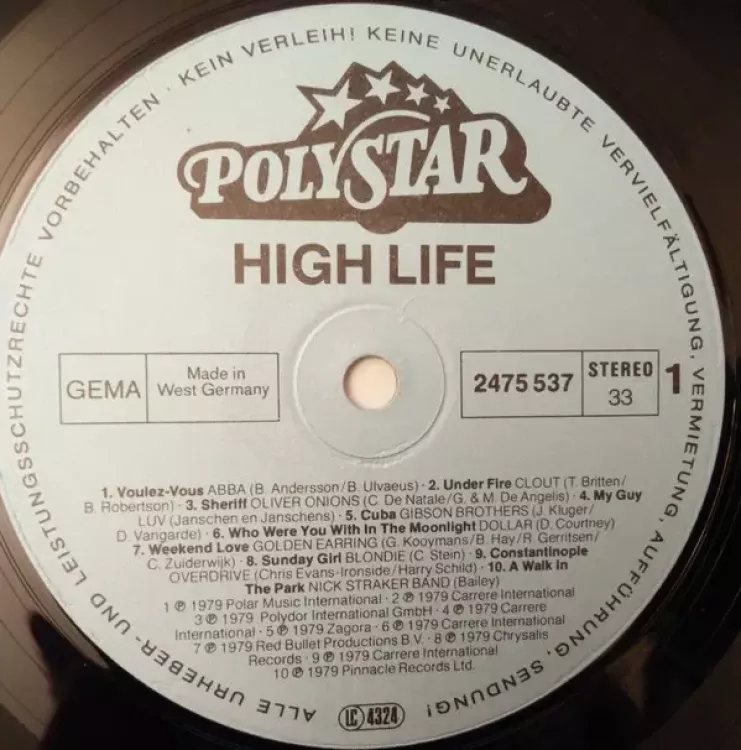 ALLE URHEBER- UND LEISTUNGSSCHUTZRECHTE VORBEHALTEN · KEIN VERLEIH! KEINE UNERLAUBTE VERVIELFÄLTIGUNG, VERMIETUNG, AUFFÜHRUNG, SENDUNG!
POLYSTAR
HIGH LIFE
GEMA
Made in
West Germany
2475 537
STEREO
33
1
1. Voulez-Vous ABBA (B. Andersson/B. Ulvaeus) · 2. Under Fire CLOUT (T. Britten/
B. Robertson) · 3. Sheriff OLIVER ONIONS (C. De Natale/G. & M. De Angelis) · 4. My Guy
LUV (Janschen en Janschens) · 5. Cuba GIBSON BROTHERS (J. Kluger/
D. Vangarde) · 6. Who Were You With In The Moonlight DOLLAR (D. Courtney)
7. Weekend Love GOLDEN EARRING (G. Kooymans/B. Hay/R. Gerritsen/
C. Zuiderwijk) · 8. Sunday Girl BLONDIE (C. Stein) · 9. Constantinople
OVERDRIVE (Chris Evans-Ironside/Harry Schild) · 10. A Walk In
The Park NICK STRAKER BAND (Bailey)
1 ℗ 1979 Polar Music International · 2 ℗ 1979 Carrere International
3 ℗ 1979 Polydor International GmbH · 4 ℗ 1979 Carrere
International · 5 ℗ 1979 Zagora · 6 ℗ 1979 Carrere International
7 ℗ 1979 Red Bullet Productions B.V. · 8 ℗ 1979 Chrysalis
Records · 9 ℗ 1979 Carrere International
10 ℗ 1979 Pinnacle Records Ltd.
LC 4324